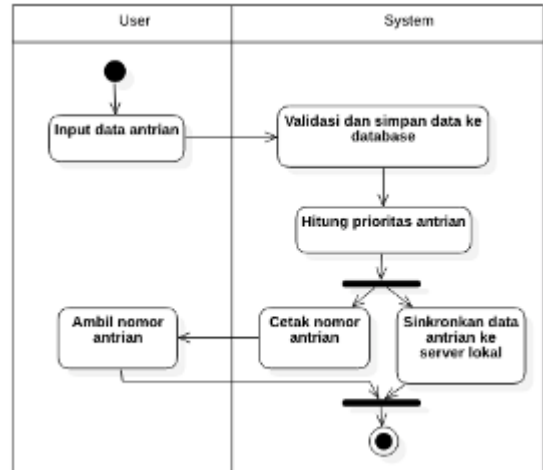 User
System
Input data antrian
Validasi dan simpan data ke
database
Hitung prioritas antrian
Ambil nomor
antrian
Cetak nomor
antrian
Sinkronkan data
antrian ke
server lokal